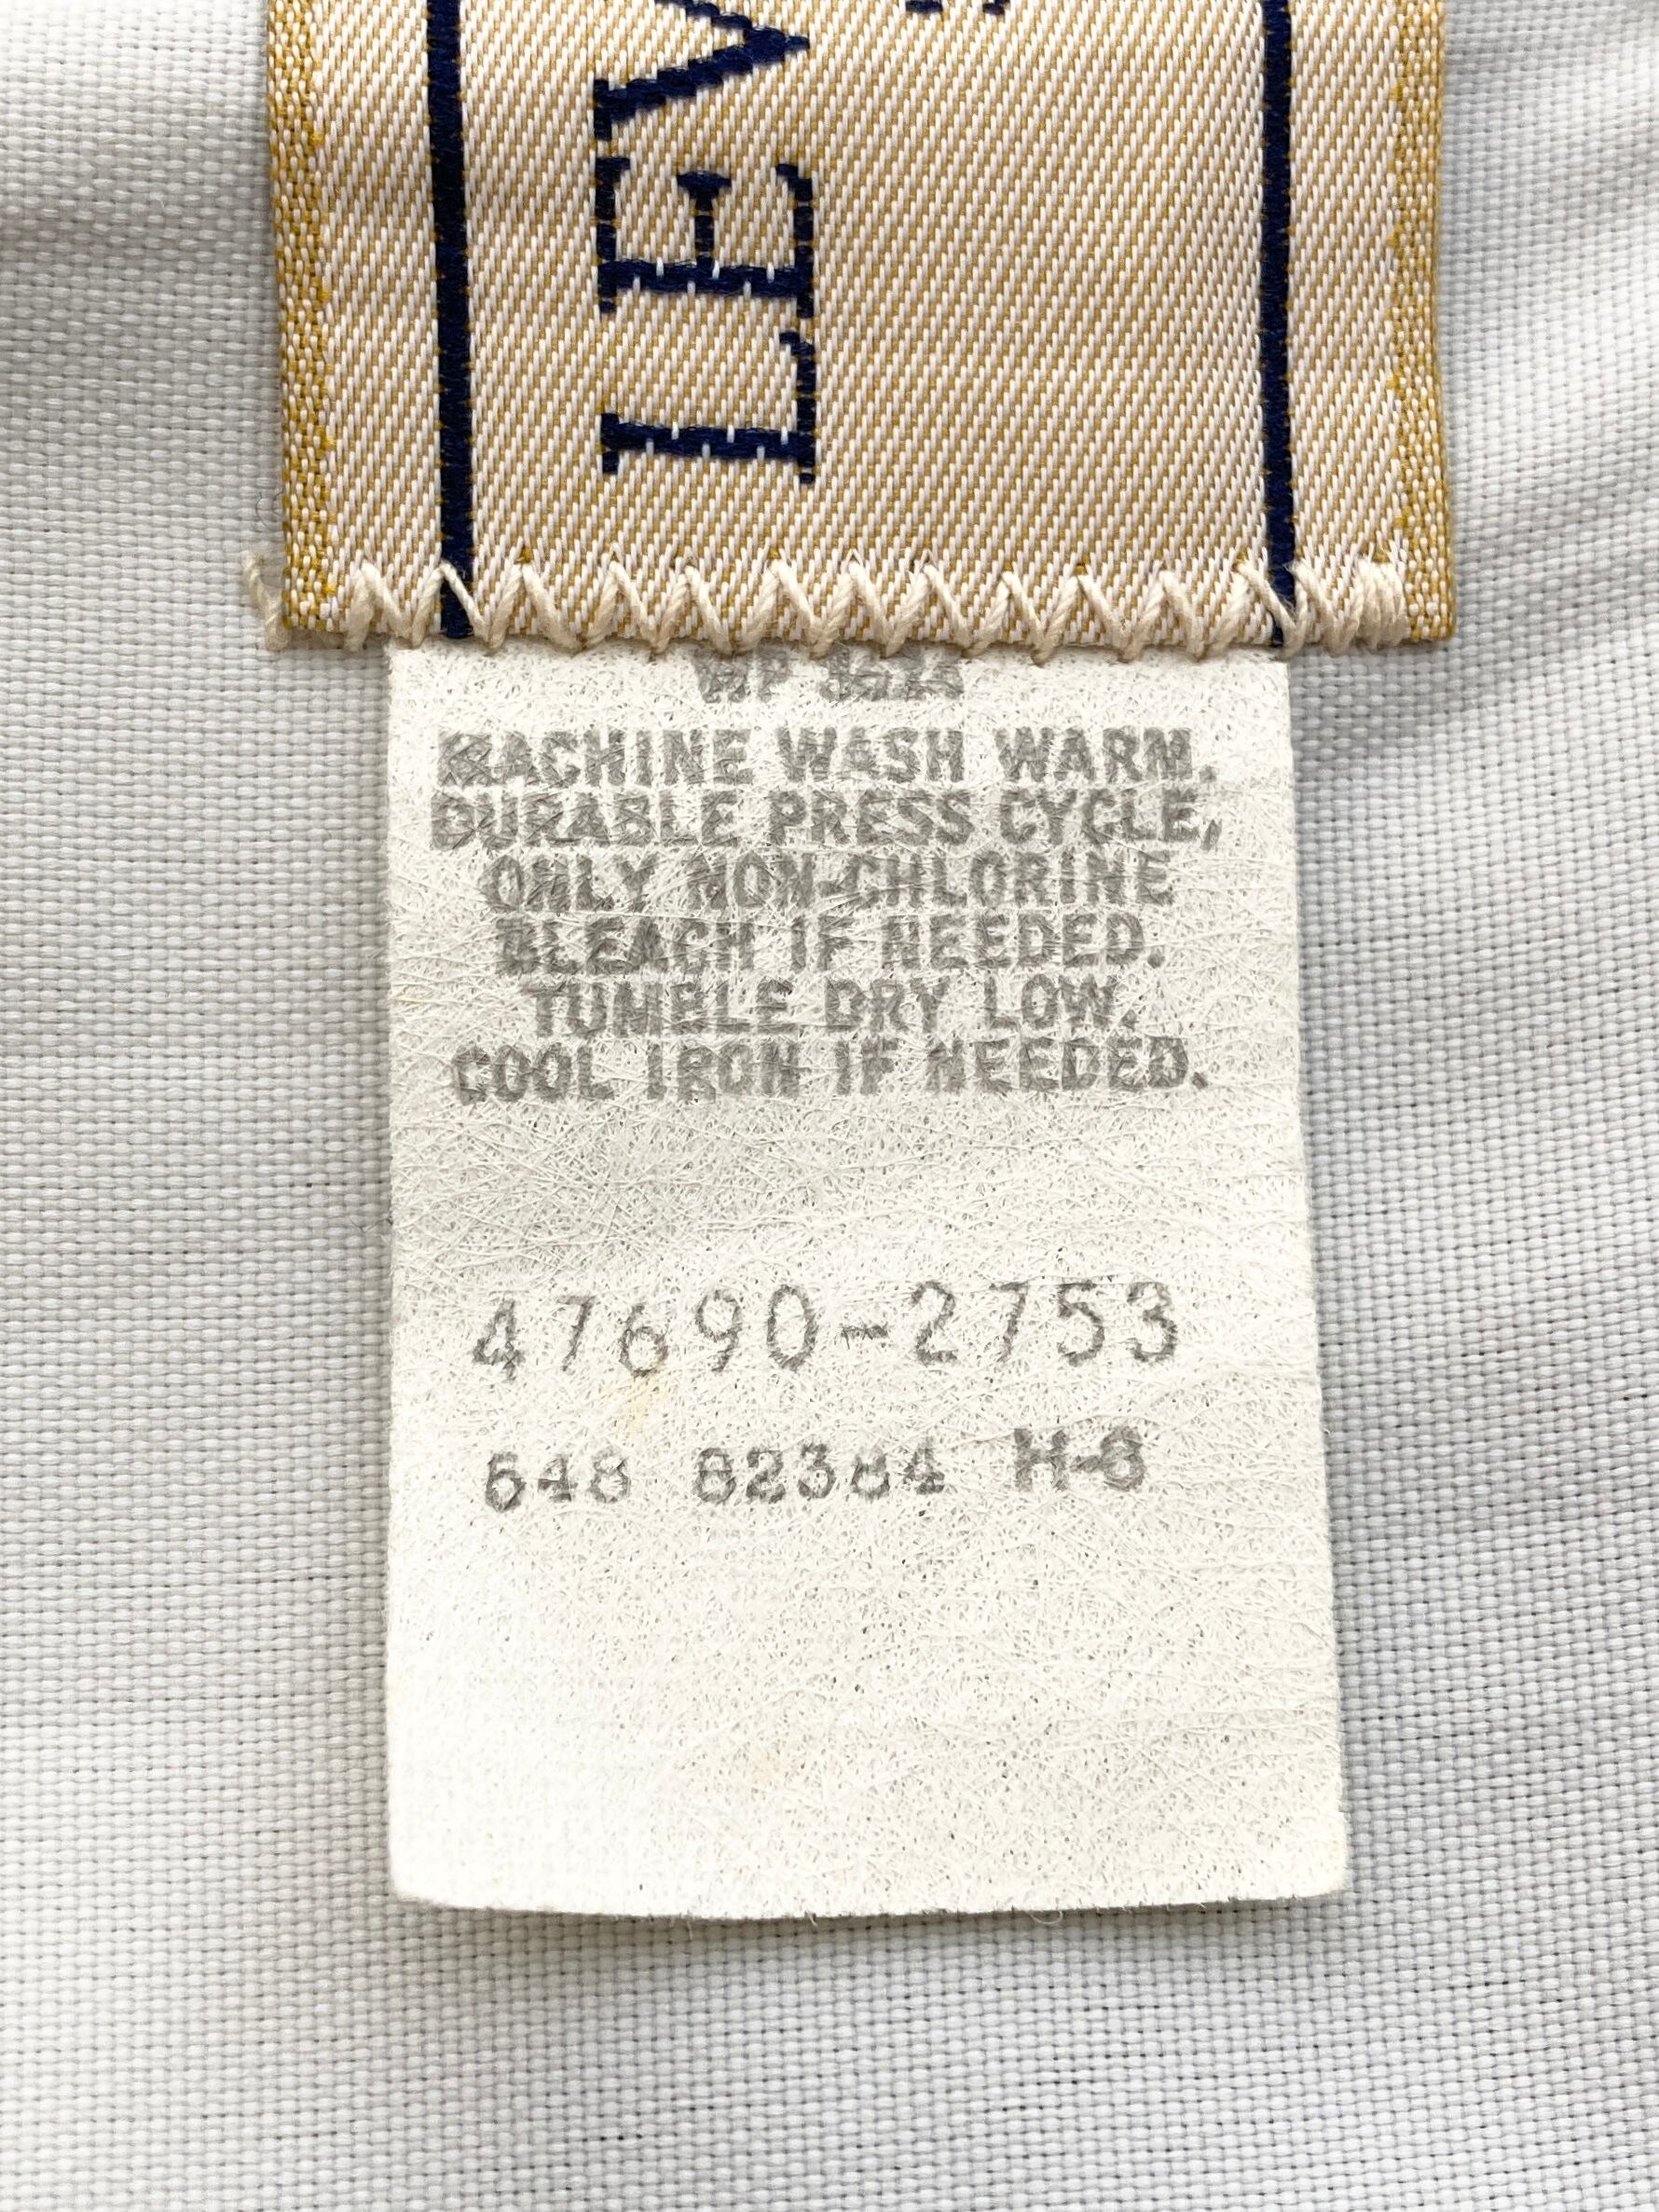 LEV
MACHINE WASH WARM.
DURABLE PRESS CYCLE,
ONLY NON-CHLORINE
BLEACH IF NEEDED.
TUMBLE DRY LOW.
COOL IRON IF NEEDED.
47690-2753
648 82384 H-8